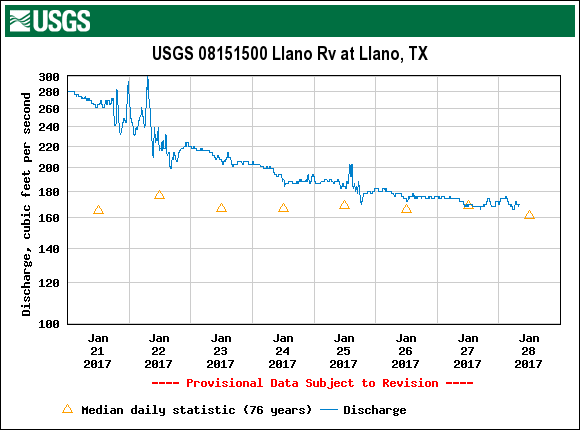 USGS
USGS 08151500 Llano Rv at Llano, TX
Discharge, cubic feet per second
300
280
260
240
220
200
180
160
140
120
100
Jan 21 2017
Jan 22 2017
Jan 23 2017
Jan 24 2017
Jan 25 2017
Jan 26 2017
Jan 27 2017
Jan 28 2017
---- Provisional Data Subject to Revision ----
Median daily statistic (76 years) Discharge